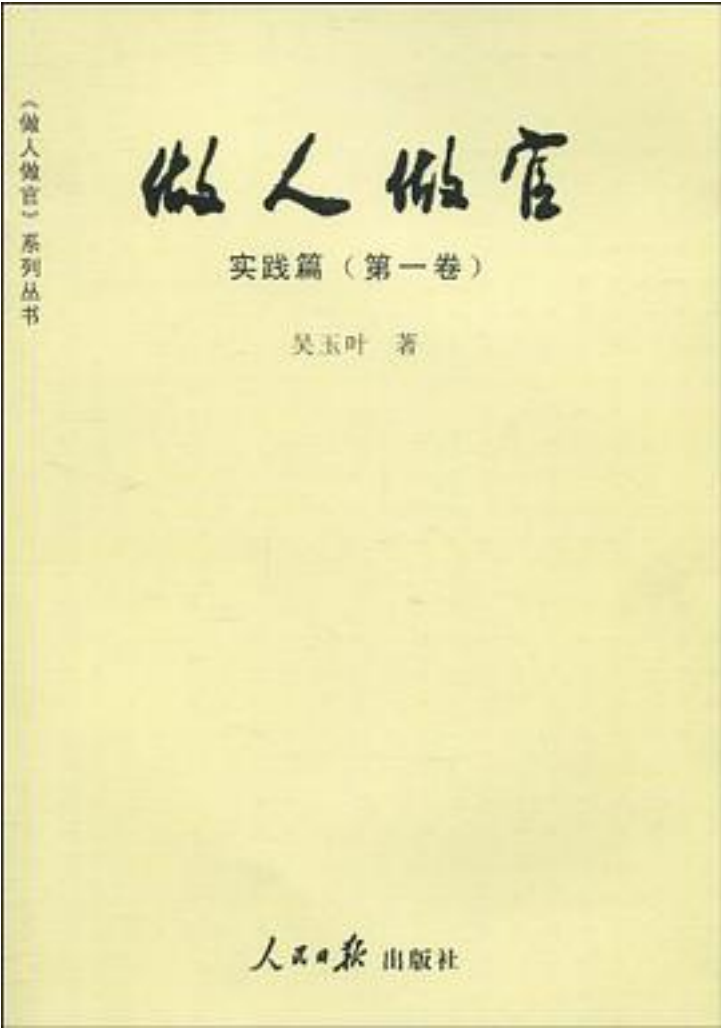 《做人做官》系列丛书
做人做官
实践篇（第一卷）
吴玉叶 著
人民日报 出版社